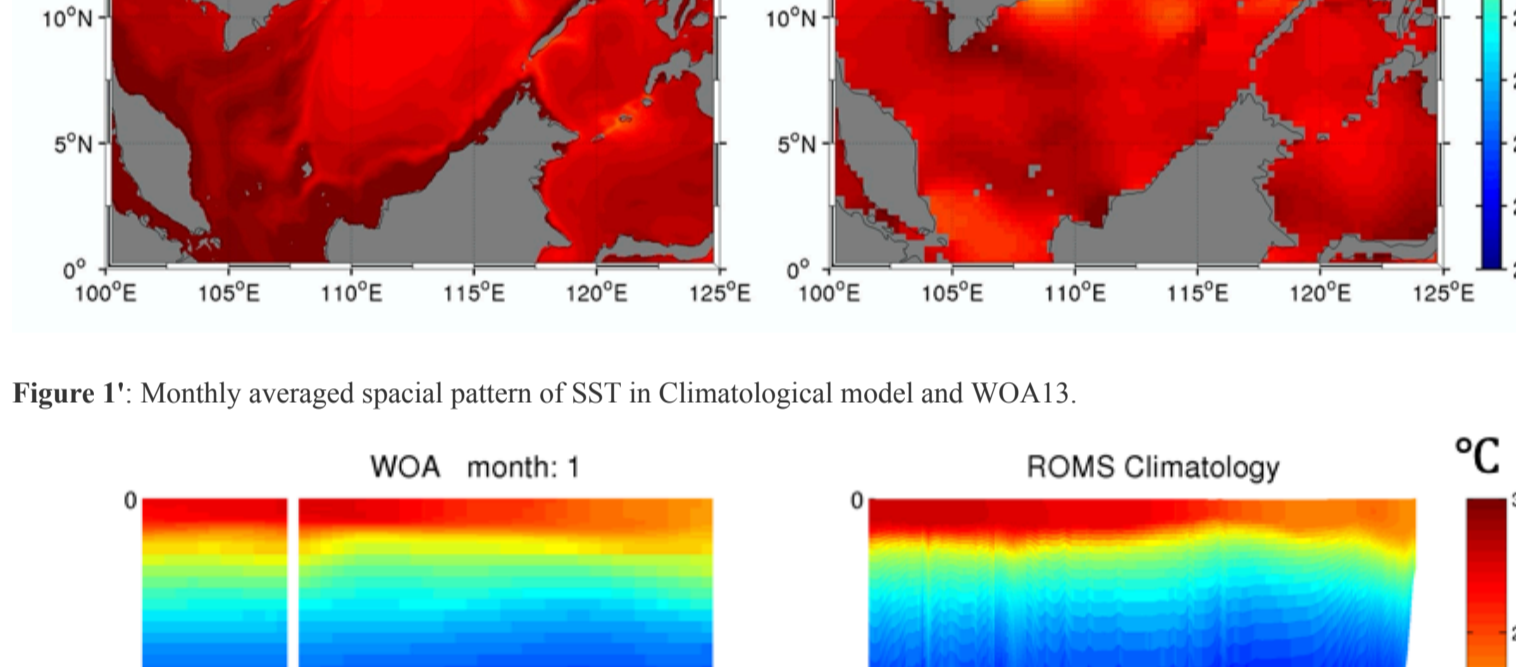 10°N 10°N
5°N 5°N
0° 0°
100°E 105°E 110°E 115°E 120°E 125°E 100°E 105°E 110°E 115°E 120°E 125°E
Figure 1': Monthly averaged spacial pattern of SST in Climatological model and WOA13.
°C
WOA month: 1 ROMS Climatology
0 0